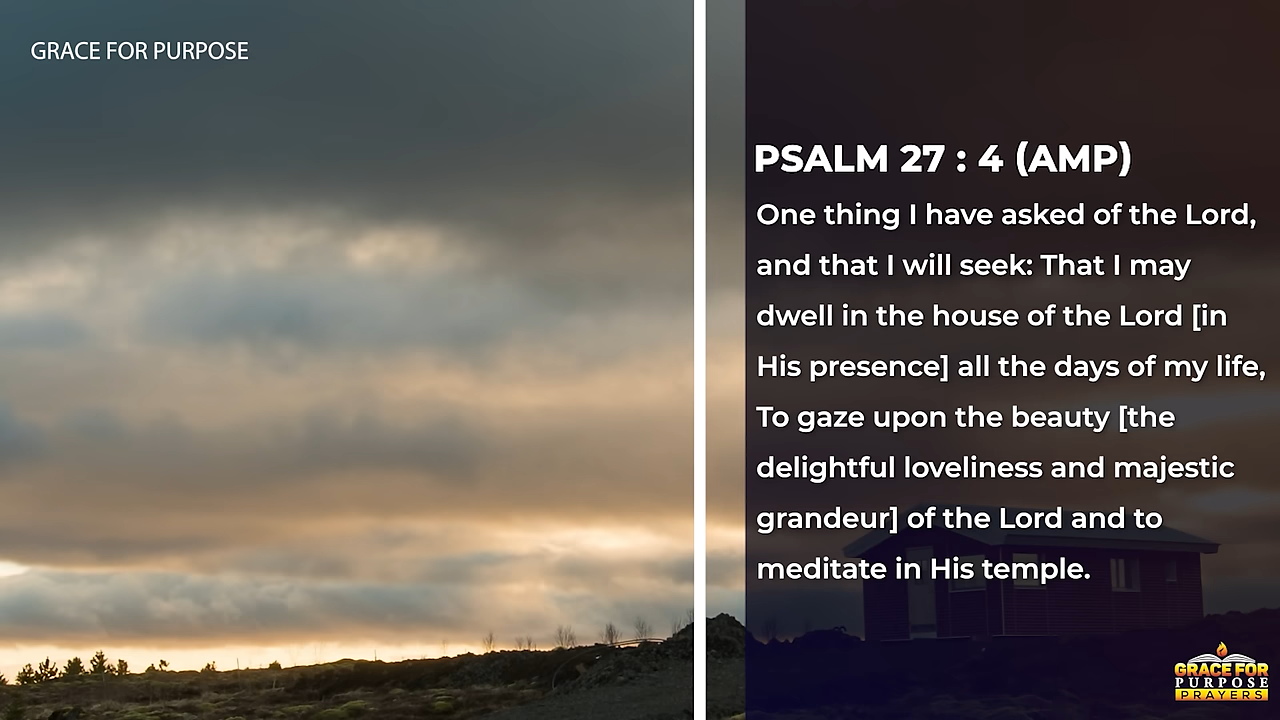 GRACE FOR PURPOSE
PSALM 27 : 4 (AMP)
One thing I have asked of the Lord,
and that I will seek: That I may
dwell in the house of the Lord [in
His presence] all the days of my life,
To gaze upon the beauty [the
delightful loveliness and majestic
grandeur] of the Lord and to
meditate in His temple.
GRACE FOR
PURPOSE
PRAYERS